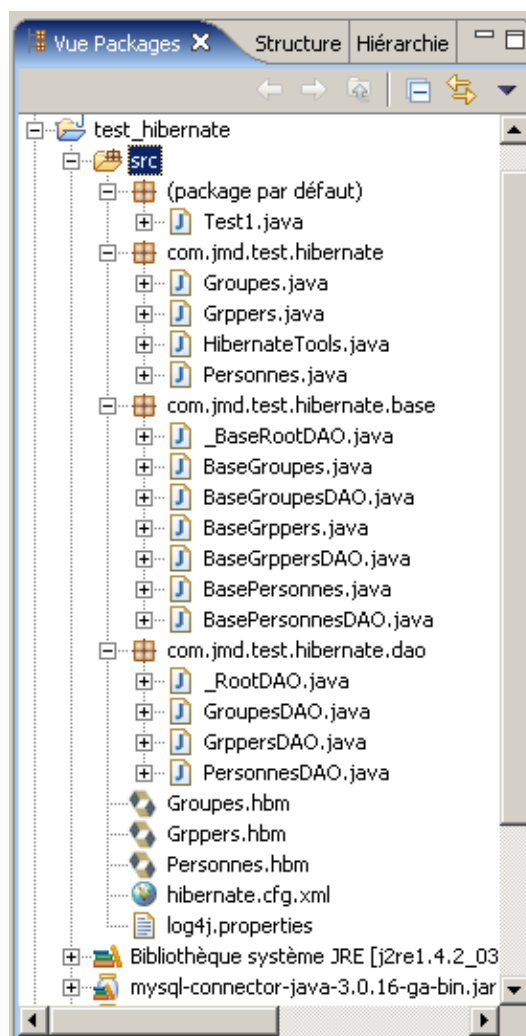 Vue Packages Structure Hiérarchie
test_hibernate
src
(package par défaut)
Test1.java
com.jmd.test.hibernate
Groupes.java
Grppers.java
HibernateTools.java
Personnes.java
com.jmd.test.hibernate.base
_BaseRootDAO.java
BaseGroupes.java
BaseGroupesDAO.java
BaseGrppers.java
BaseGrppersDAO.java
BasePersonnes.java
BasePersonnesDAO.java
com.jmd.test.hibernate.dao
_RootDAO.java
GroupesDAO.java
GrppersDAO.java
PersonnesDAO.java
Groupes.hbm
Grppers.hbm
Personnes.hbm
hibernate.cfg.xml
log4j.properties
Bibliothèque système JRE [j2re1.4.2_03
mysql-connector-java-3.0.16-ga-bin.jar